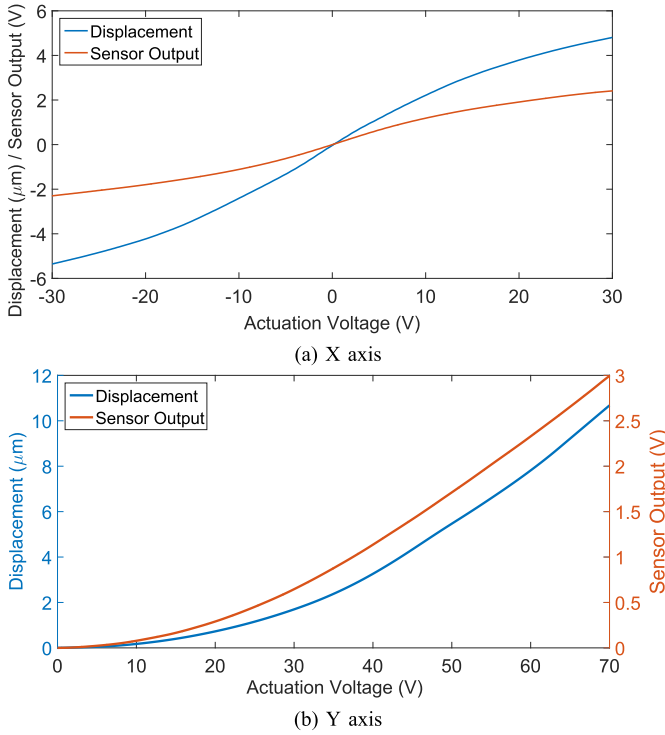 6
4
2
0
-2
-4
-6
Displacement (μm) / Sensor Output (V)
Displacement
Sensor Output
-30 -20 -10 0 10 20 30
Actuation Voltage (V)
(a) X axis
12
10
8
6
4
2
0
Displacement (μm)
Displacement
Sensor Output
3
2.5
2
1.5
1
0.5
0
Sensor Output (V)
0 10 20 30 40 50 60 70
Actuation Voltage (V)
(b) Y axis